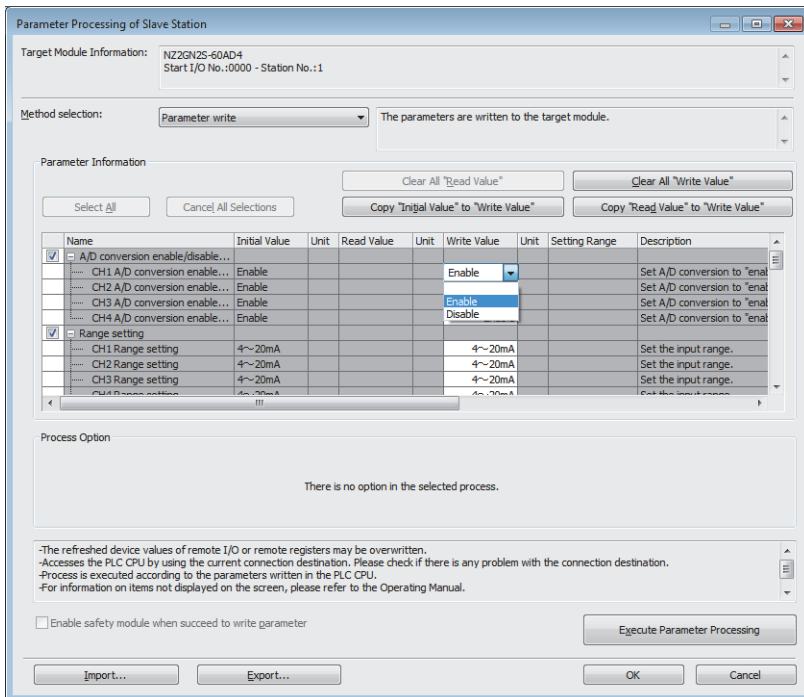 Parameter Processing of Slave Station
Target Module Information:
NZ2GN2S-60AD4
Start I/O No.:0000 - Station No.:1
Method selection:
Parameter write
The parameters are written to the target module.
Parameter Information
Clear All "Read Value"
Clear All "Write Value"
Select All
Cancel All Selections
Copy "Initial Value" to "Write Value"
Copy "Read Value" to "Write Value"
Name Initial Value Unit Read Value Unit Write Value Unit Setting Range Description
A/D conversion enable/disable...
CH1 A/D conversion enable... Enable Enable Set A/D conversion to "enab
CH2 A/D conversion enable... Enable Set A/D conversion to "enab
CH3 A/D conversion enable... Enable Enable Set A/D conversion to "enab
CH4 A/D conversion enable... Enable Disable Set A/D conversion to "enab
Range setting
CH1 Range setting 4~20mA 4~20mA Set the input range.
CH2 Range setting 4~20mA 4~20mA Set the input range.
CH3 Range setting 4~20mA 4~20mA Set the input range.
CH4 Range setting 4~20mA 4~20mA Set the input range.
Process Option
There is no option in the selected process.
-The refreshed device values of remote I/O or remote registers may be overwritten.
-Accesses the PLC CPU by using the current connection destination. Please check if there is any problem with the connection destination.
-Process is executed according to the parameters written in the PLC CPU.
-For information on items not displayed on the screen, please refer to the Operating Manual.
Enable safety module when succeed to write parameter
Execute Parameter Processing
Import...
Export...
OK
Cancel